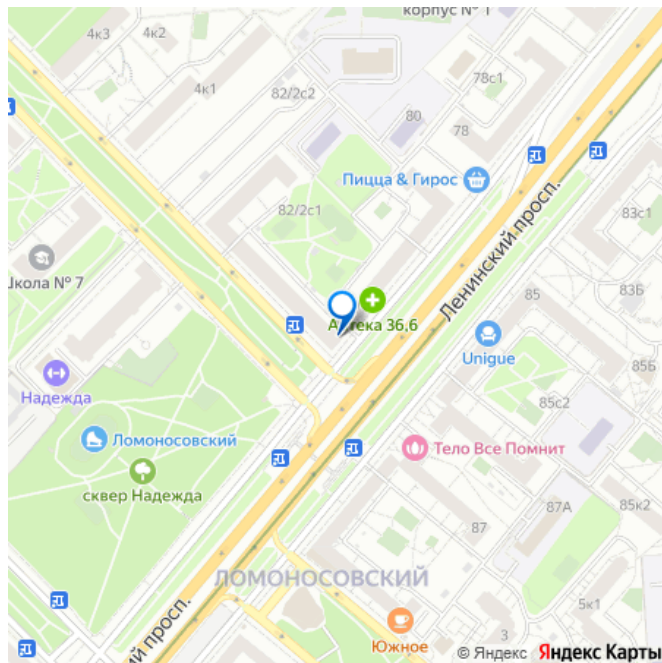 корпус № 1
4к3
4к2
78с1
4к1
82/2с2
80
78
Пицца & Гирос
82/2с1
83с1
Ленинский просп.
Школа № 7
85
83Б
Аптека 36,6
Unigue
85Б
Надежда
85с2
Ломоносовский
Тело Все Помнит
сквер Надежда
87А
85к2
87
ЛОМОНОСОВСКИЙ
5к1
ий просп.
Южное
3
© Яндекс Яндекс Карты